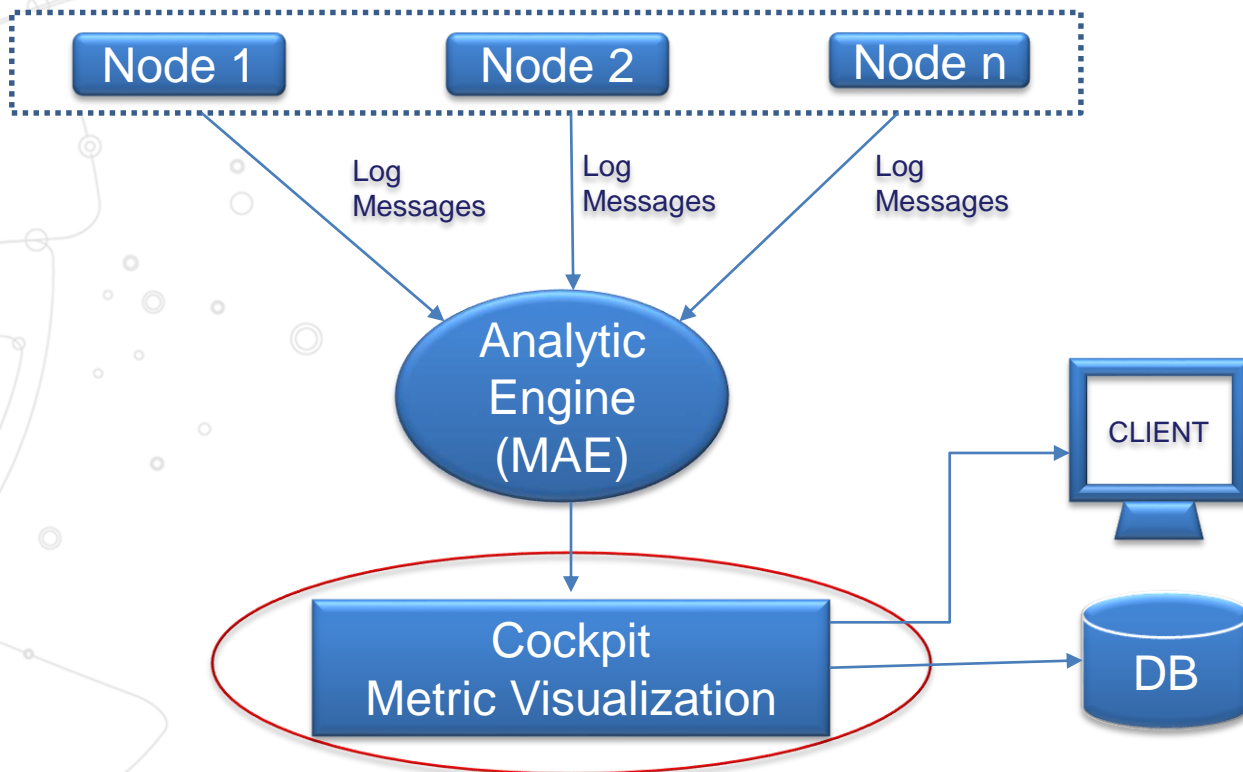 Node 1
Node 2
Node n
Log
Messages
Log
Messages
Log
Messages
Analytic
Engine
(MAE)
CLIENT
Cockpit
Metric Visualization
DB